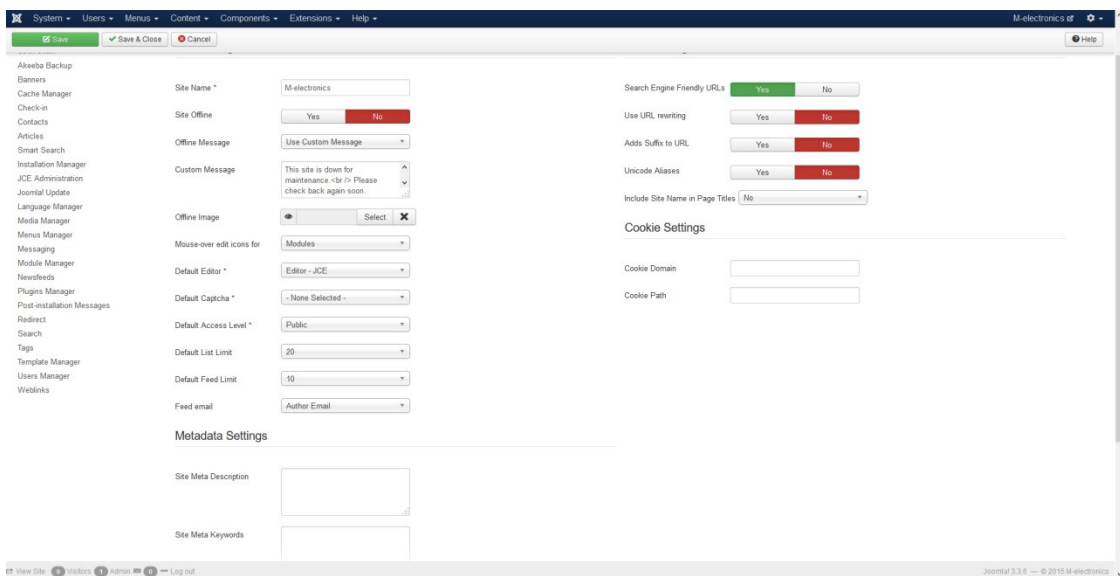 System Users Menus Content Components Extensions Help M-electronics
Save Save & Close Cancel Help
Akeeba Backup
Banners
Cache Manager
Check-in
Contacts
Articles
Smart Search
Installation Manager
JCE Administration
Joomla! Update
Language Manager
Media Manager
Menus Manager
Messaging
Module Manager
Newsfeeds
Plugins Manager
Post-installation Messages
Redirect
Search
Tags
Template Manager
Users Manager
Weblinks
Site Name * M-electronics
Site Offline Yes No
Offline Message Use Custom Message
Custom Message This site is down for
maintenance.<br /> Please
check back again soon.
Offline Image Select
Mouse-over edit icons for Modules
Default Editor * Editor - JCE
Default Captcha * - None Selected -
Default Access Level * Public
Default List Limit 20
Default Feed Limit 10
Feed email Author Email
Metadata Settings
Site Meta Description
Site Meta Keywords
Search Engine Friendly URLs Yes No
Use URL rewriting Yes No
Adds Suffix to URL Yes No
Unicode Aliases Yes No
Include Site Name in Page Titles No
Cookie Settings
Cookie Domain
Cookie Path
View Site 0 Visitors 1 Admin 0 Log out Joomla! 3.3.6 — © 2015 M-electronics